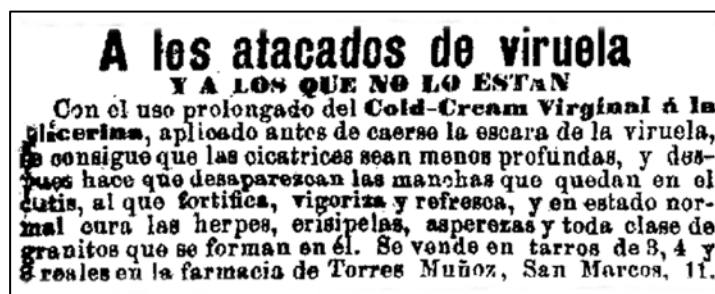 A los atacados de viruela
Y A LOS QUE NO LO ESTAN
Con el uso prolongado del Cold-Cream Virginal á la
glicerina, aplicado antes de caerse la escara de la viruela,
se consigue que las cicatrices sean menos profundas, y des-
pues hace que desaparezcan las manchas que quedan en el
cutis, al que fortifica, vigoriza y refresca, y en estado nor-
mal cura las herpes, erisipelas, asperezas y toda clase de
granitos que se forman en él. Se vende en tarros de 3, 4 y
8 reales en la farmacia de Torres Muñoz, San Marcos, 11.